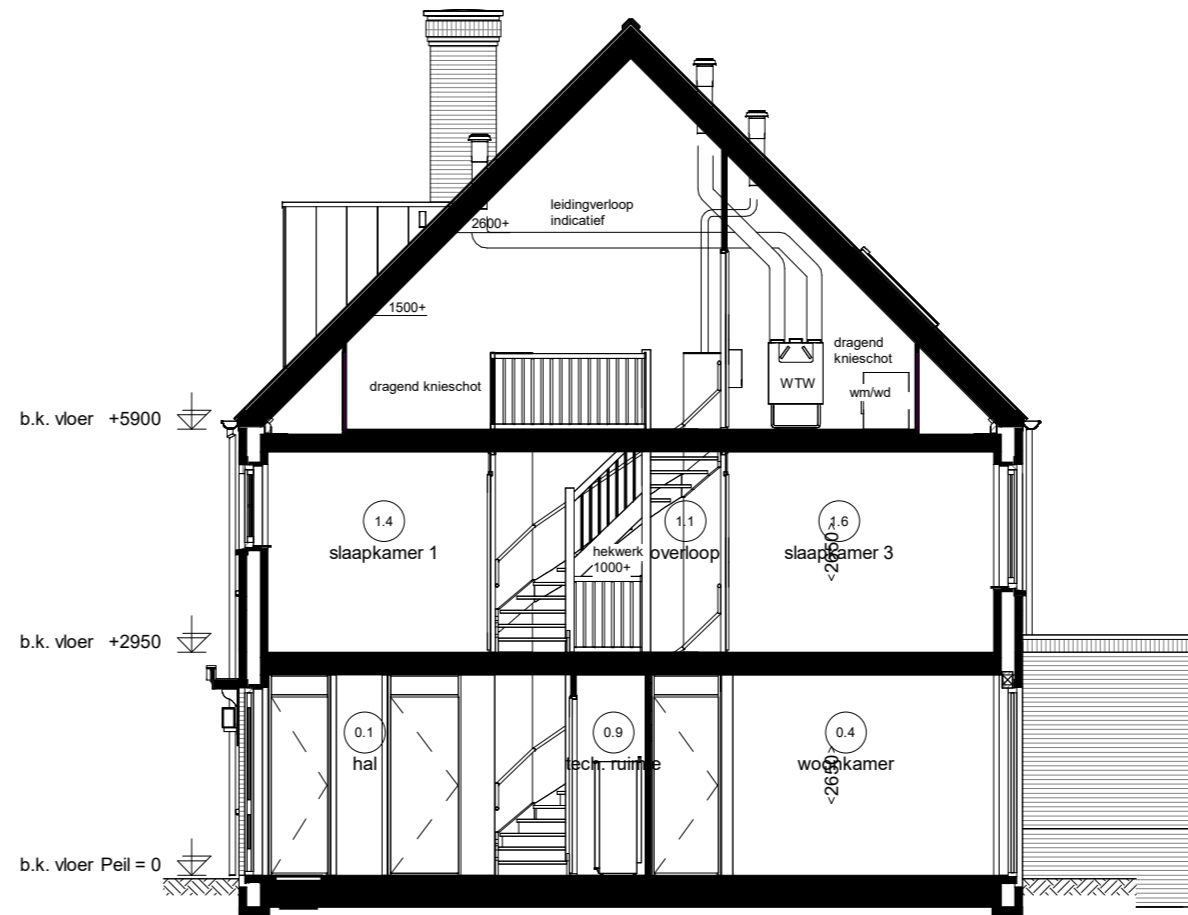 leidingverloop
indicatief
2600+
1500+
dragend
knieschot
WTW
dragend knieschot
wm/wd
b.k. vloer +5900
1.4
slaapkamer 1
1.1
overloop
1.6
slaapkamer 3
<2650>
hekwerk
1000+
b.k. vloer +2950
0.1
hal
0.9
tech. ruimte
0.4
woonkamer
<2650>
b.k. vloer Peil = 0